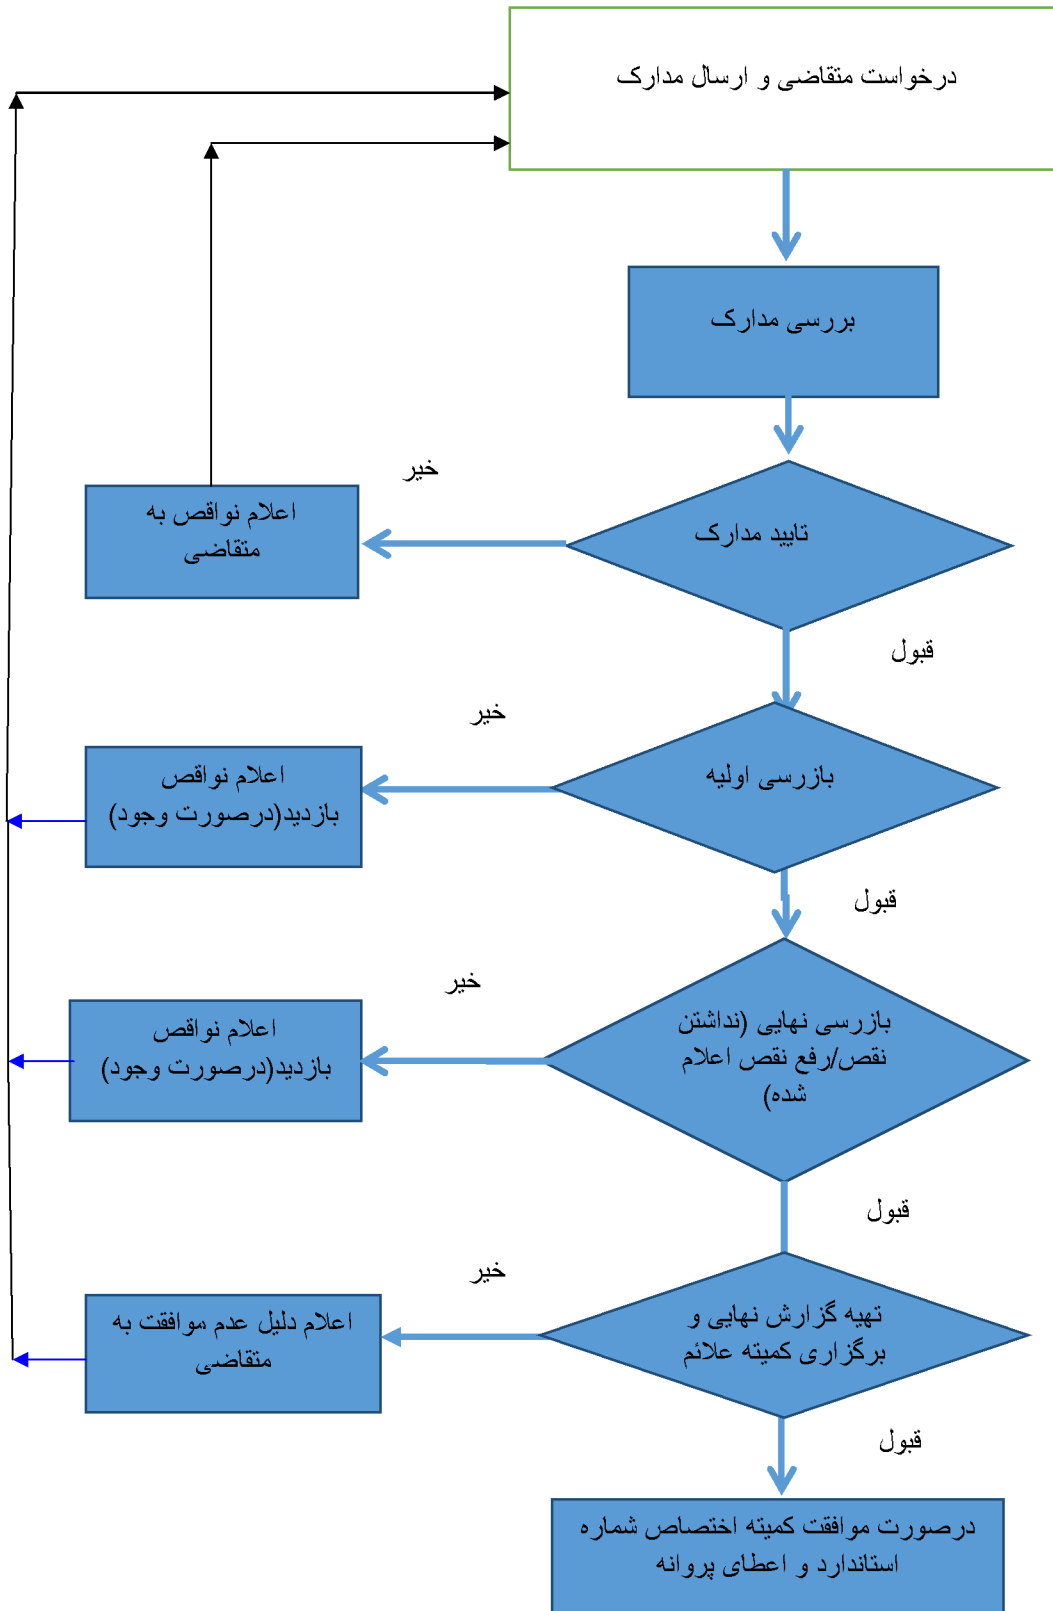 درخواست متقاضی و ارسال مدارک
بررسی مدارک
تایید مدارک
خیر
اعلام نواقص به
متقاضی
قبول
بازرسی اولیه
خیر
اعلام نواقص
بازدید(درصورت وجود)
قبول
بازرسی نهایی (نداشتن
نقص/رفع نقص اعلام
شده)
خیر
اعلام نواقص
بازدید(درصورت وجود)
قبول
تهیه گزارش نهایی و
برگزاری کمیته علائم
خیر
اعلام دلیل عدم موافقت به
متقاضی
قبول
درصورت موافقت کمیته اختصاص شماره
استاندارد و اعطای پروانه